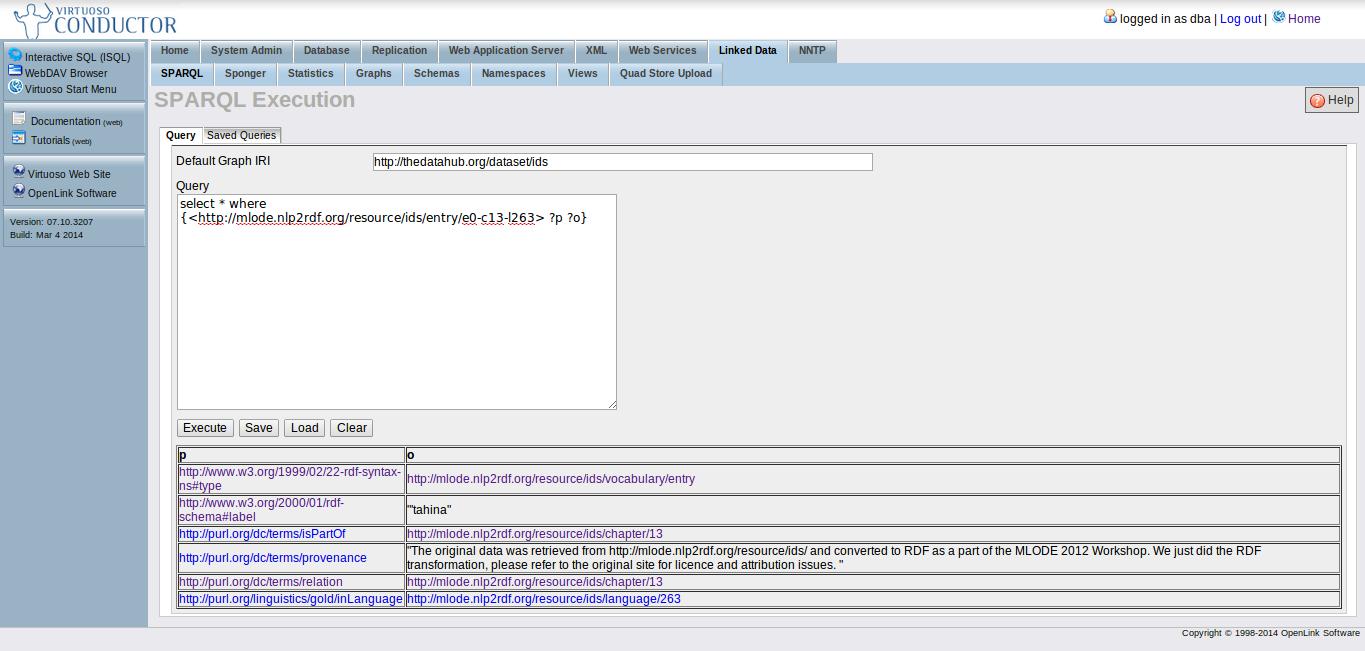 VIRTUOSO
CONDUCTOR
logged in as dba | Log out | Home
Interactive SQL (ISQL)
WebDAV Browser
Virtuoso Start Menu
Documentation (web)
Tutorials (web)
Virtuoso Web Site
OpenLink Software
Version: 07.10.3207
Build: Mar 4 2014
Home System Admin Database Replication Web Application Server XML Web Services Linked Data NNTP
SPARQL Sponger Statistics Graphs Schemas Namespaces Views Quad Store Upload
SPARQL Execution
Help
Query Saved Queries
Default Graph IRI http://thedatahub.org/dataset/ids
Query
select * where
{<http://mlode.nlp2rdf.org/resource/ids/entry/e0-c13-l263> ?p ?o}
Execute Save Load Clear
p o
http://www.w3.org/1999/02/22-rdf-syntax-
ns#type
http://mlode.nlp2rdf.org/resource/ids/vocabulary/entry
http://www.w3.org/2000/01/rdf-
schema#label
"'tahina"
http://purl.org/dc/terms/isPartOf http://mlode.nlp2rdf.org/resource/ids/chapter/13
http://purl.org/dc/terms/provenance
"The original data was retrieved from http://mlode.nlp2rdf.org/resource/ids/ and converted to RDF as a part of the MLODE 2012 Workshop. We just did the RDF
transformation, please refer to the original site for licence and attribution issues. "
http://purl.org/dc/terms/relation http://mlode.nlp2rdf.org/resource/ids/chapter/13
http://purl.org/linguistics/gold/inLanguage http://mlode.nlp2rdf.org/resource/ids/language/263
Copyright © 1998-2014 OpenLink Software